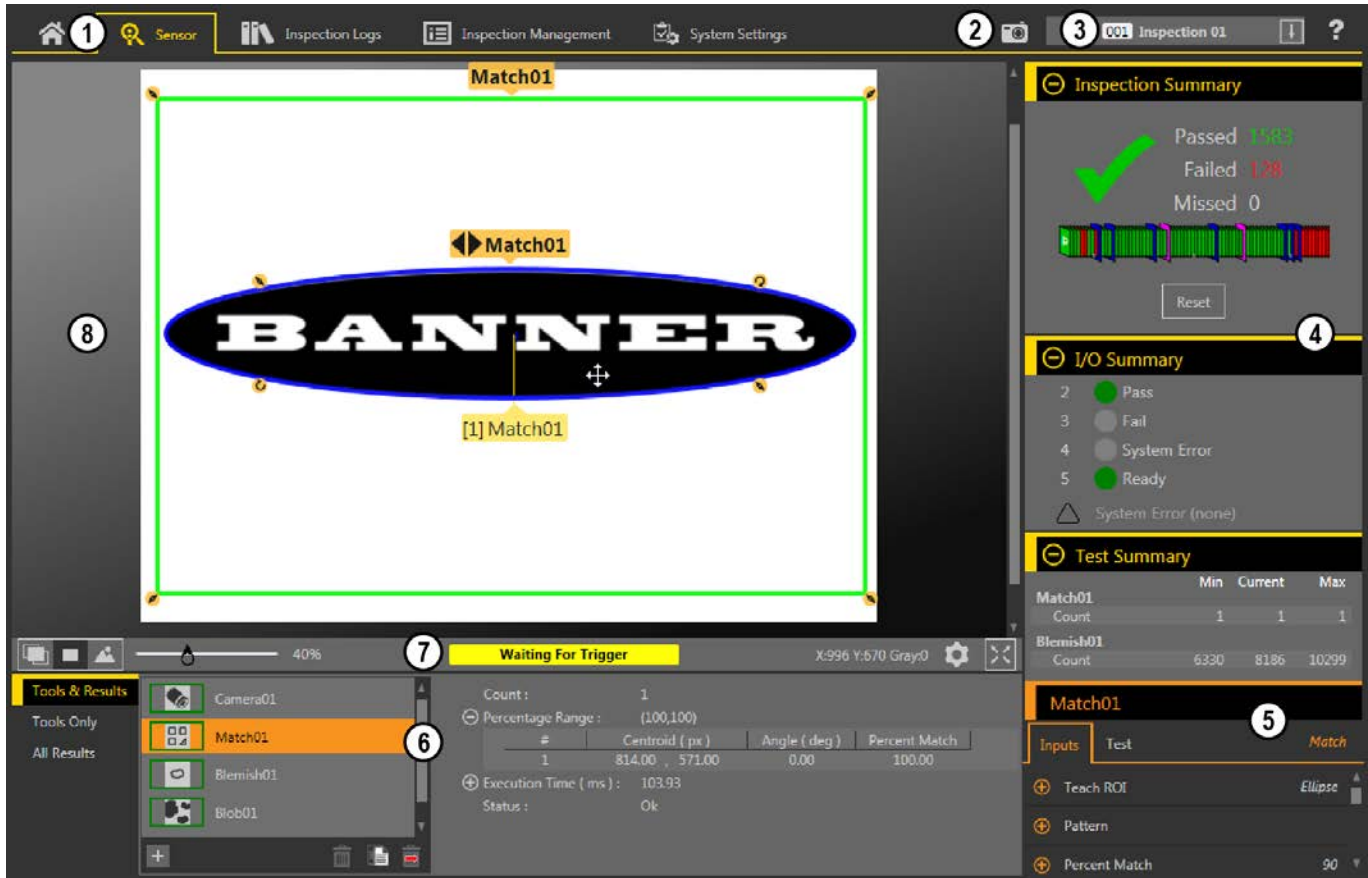 1 Sensor Inspection Logs Inspection Management System Settings 2 3 001 Inspection 01 ?
Match01
Match01
BANNER
[1] Match01
8
Inspection Summary
Passed 1583
Failed 128
Missed 0
Reset
4
I/O Summary
2 Pass
3 Fail
4 System Error
5 Ready
System Error (none)
Test Summary
Min Current Max
Match01
Count 1 1 1
Blemish01
Count 6330 8186 10299
40% 7 Waiting For Trigger X:996 Y:670 Gray:0
Tools & Results
Tools Only
All Results
Camera01
Match01
Blemish01
Blob01
6
Count : 1
Percentage Range : (100,100)
# Centroid ( px ) Angle ( deg ) Percent Match
1 814.00 , 571.00 0.00 100.00
Execution Time ( ms ) : 103.93
Status : Ok
Match01
5
Inputs Test Match
Teach ROI Ellipse
Pattern
Percent Match 90